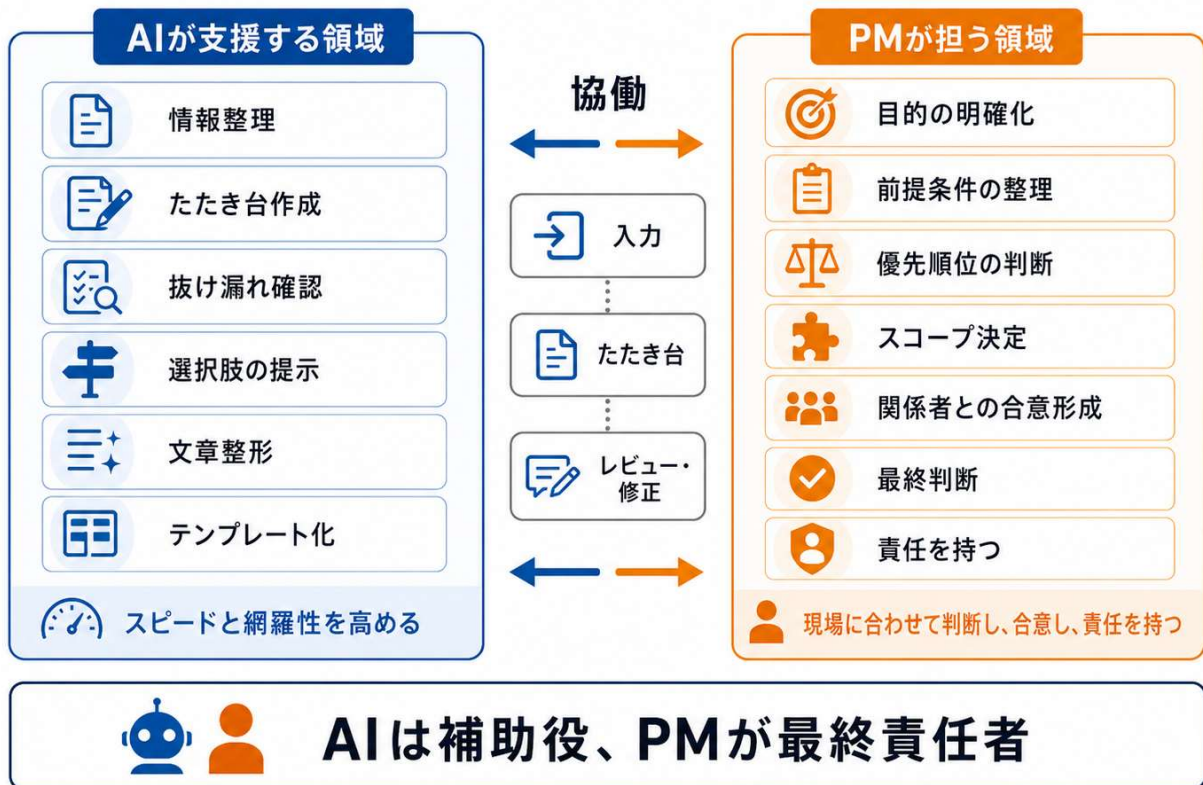 AIが支援する領域
情報整理
たたき台作成
抜け漏れ確認
選択肢の提示
文章整形
テンプレート化
スピードと網羅性を高める
協働
入力
たたき台
レビュー・
修正
PMが担う領域
目的の明確化
前提条件の整理
優先順位の判断
スコープ決定
関係者との合意形成
最終判断
責任を持つ
現場に合わせて判断し、合意し、責任を持つ
AIは補助役、PMが最終責任者